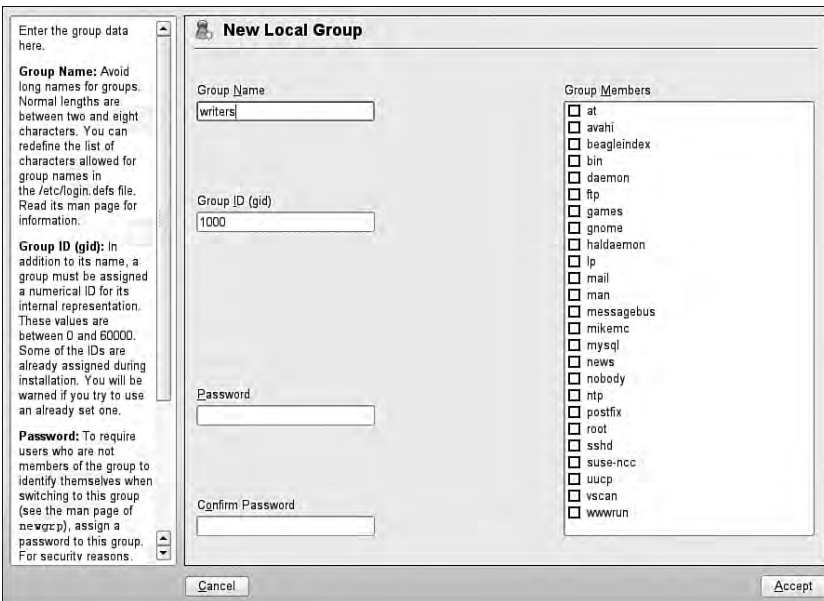 Enter the group data
here.
Group Name: Avoid
long names for groups.
Normal lengths are
between two and eight
characters. You can
redefine the list of
characters allowed for
group names in
the /etc/login.defs file.
Read its man page for
information.
Group ID (gid): In
addition to its name, a
group must be assigned
a numerical ID for its
internal representation.
These values are
between 0 and 60000.
Some of the IDs are
already assigned during
installation. You will be
warned if you try to use
an already set one.
Password: To require
users who are not
members of the group to
identify themselves when
switching to this group
(see the man page of
newgrp), assign a
password to this group.
For security reasons,
New Local Group
Group Name
writers
Group ID (gid)
1000
Password
Confirm Password
Group Members
at
avahi
beagleindex
bin
daemon
ftp
games
gnome
haldaemon
lp
mail
man
messagebus
mikemc
mysql
news
nobody
ntp
postfix
root
sshd
suse-ncc
uucp
vscan
wwwrun
Cancel
Accept